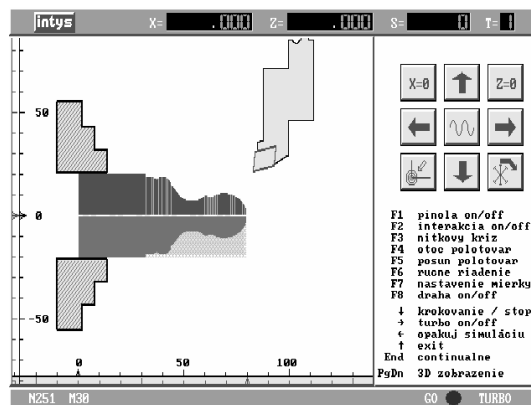 intys X= .000 Z= .000 S= 0 T= 1
50
0
-50
0 50 100
X=0 Z=0
F1 pinola on/off
F2 interakcia on/off
F3 nitkovy kriz
F4 otoc polotovar
F5 posun polotovar
F6 rucne riadenie
F7 nastavenie mierky
F8 draha on/off
↓ krokovanie / stop
→ turbo on/off
← opakuj simuláciu
↑ exit
End continualne
PgDn 3D zobrazenie
N251 M30 GO TURBO